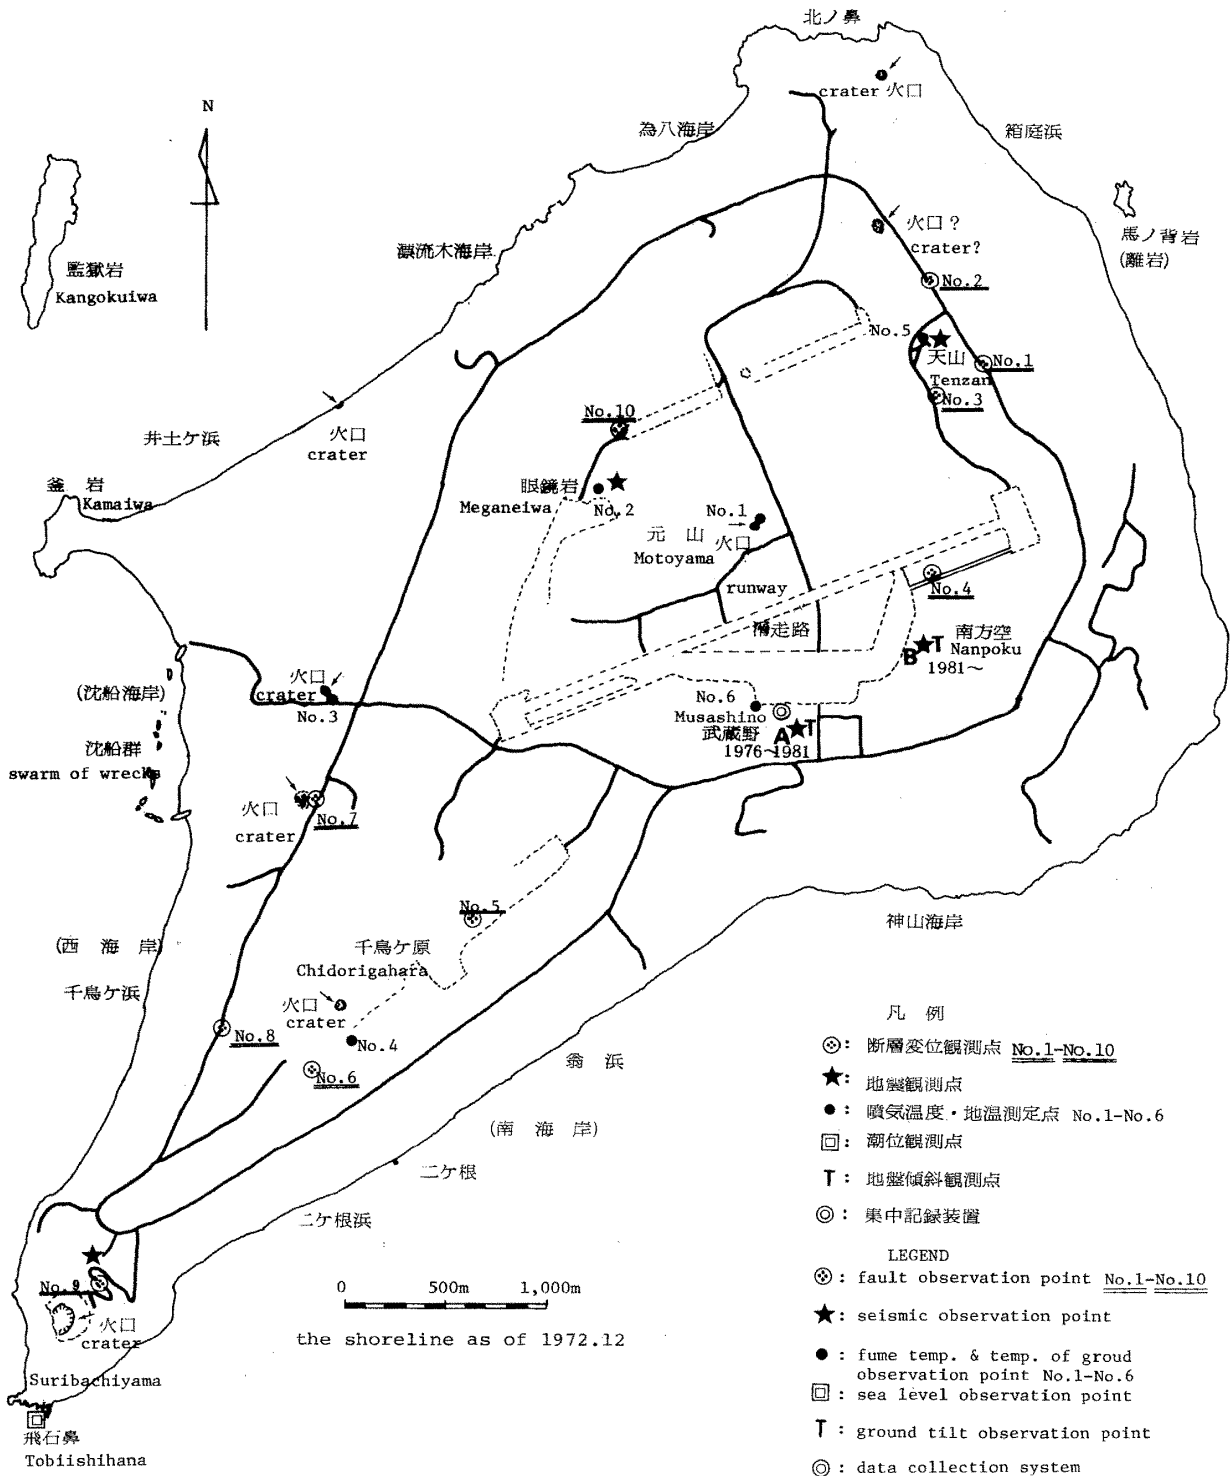 北ノ鼻
crater 火口
為八海岸
箱庭浜
N
火口？
crater?
馬ノ背岩
(離岩)
漂流木海岸
監獄岩
Kangokuiwa
No.2
No.5
天山
Tenzan
No.1
No.3
No.10
火口
crater
井土ケ浜
釜 岩
Kamaiwa
眼鏡岩
Meganeiwa
No.2
No.1
元 山 火口
Motoyama
runway
滑走路
No.4
南方空
Nanpoku
1981～
B T
(沈船海岸)
火口
crater
No.3
No.6
Musashino
武蔵野
A T
1976～1981
沈船群
swarm of wrecks
火口
crater
No.7
No.5
千鳥ケ原
Chidorigahara
神山海岸
(西 海 岸)
千鳥ケ浜
火口
crater
No.4
No.8
No.6
翁 浜
(南 海 岸)
二ケ根
二ケ根浜
No.9
火口
crater
Suribachiyama
飛石鼻
Tobiishihana
0 500m 1,000m
the shoreline as of 1972.12
凡 例
: 断層変位観測点 No.1-No.10
: 地震観測点
: 噴気温度・地温測定点 No.1-No.6
: 潮位観測点
T : 地盤傾斜観測点
: 集中記録装置
LEGEND
: fault observation point No.1-No.10
: seismic observation point
: fume temp. & temp. of groud
observation point No.1-No.6
: sea level observation point
T : ground tilt observation point
: data collection system